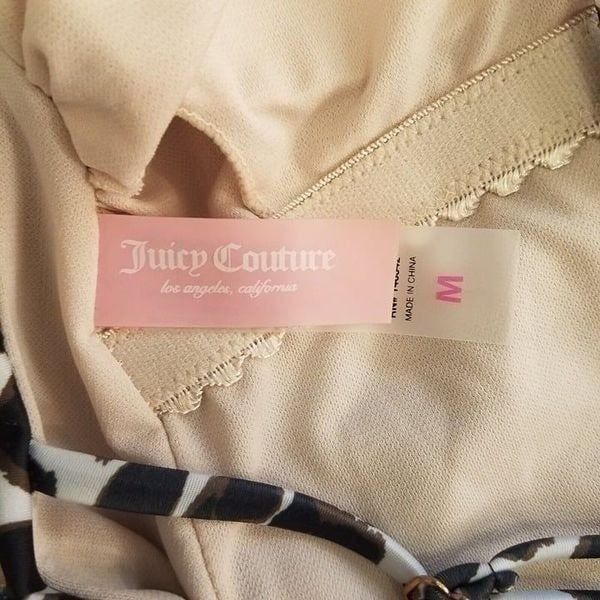 Juicy Couture
los angeles, california
MADE IN CHINA
M